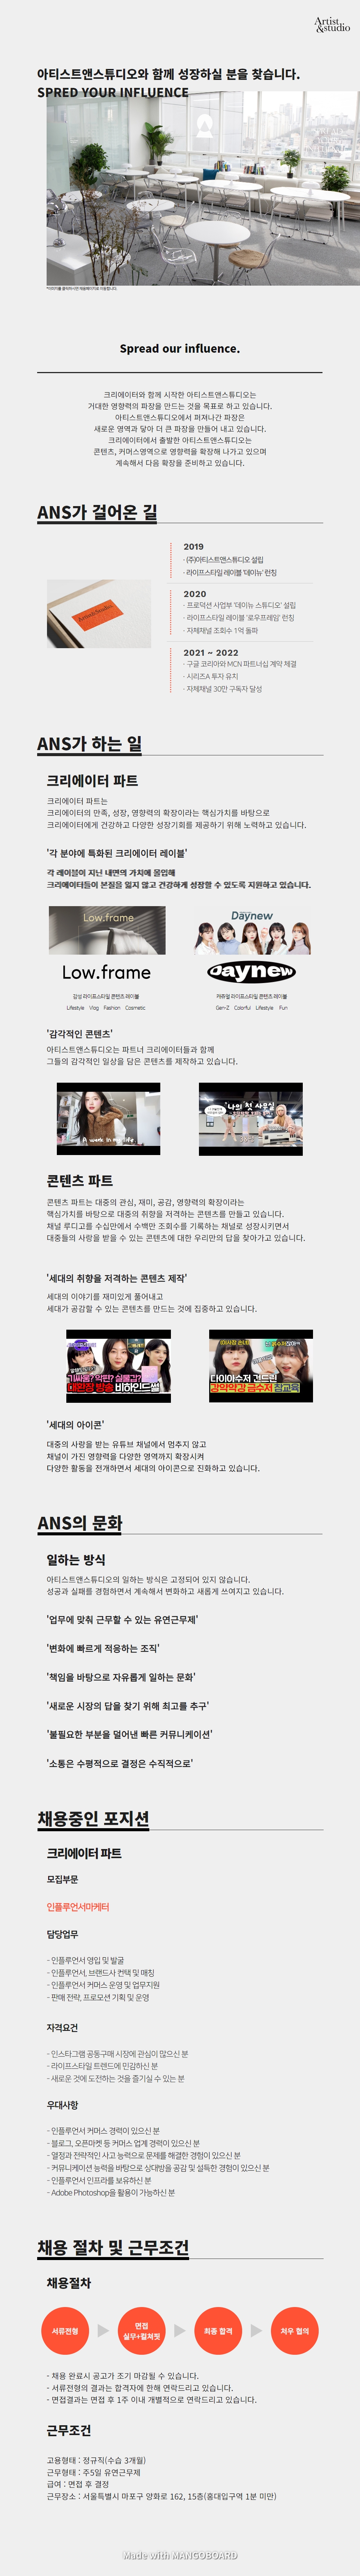 Artist
&studio
아티스트앤스튜디오와 함께 성장하실 분을 찾습니다.
SPRED YOUR INFLUENCE
Spread our influence.
크리에이터와 함께 시작한 아티스트앤스튜디오는
거대한 영향력의 파장을 만드는 것을 목표로 하고 있습니다.
아티스트앤스튜디오에서 퍼져나간 파장은
새로운 영역과 닿아 더 큰 파장을 만들어 내고 있습니다.
크리에이터에서 출발한 아티스트앤스튜디오는
콘텐츠, 커머스영역으로 영향력을 확장해 나가고 있으며
계속해서 다음 확장을 준비하고 있습니다.
ANS가 걸어온 길
2019
· (주)아티스트앤스튜디오 설립
· 라이프스타일 레이블 '데이뉴' 런칭
2020
· 프로덕션 사업부 '데이뉴 스튜디오' 설립
· 라이프스타일 레이블 '로우프레임' 런칭
· 자체채널 조회수 1억 돌파
2021 ~ 2022
· 구글 코리아와 MCN 파트너십 계약 체결
· 시리즈A 투자 유치
· 자체채널 30만 구독자 달성
ANS가 하는 일
크리에이터 파트
크리에이터 파트는
크리에이터의 만족, 성장, 영향력의 확장이라는 핵심가치를 바탕으로
크리에이터에게 건강하고 다양한 성장기회를 제공하기 위해 노력하고 있습니다.
'각 분야에 특화된 크리에이터 레이블'
각 레이블이 지닌 내면의 가치에 몰입해
크리에이터들이 본질을 잃지 않고 건강하게 성장할 수 있도록 지원하고 있습니다.
Low.frame
Daynew
Low.frame
Daynew
감성 라이프스타일 콘텐츠 레이블
캐쥬얼 라이프스타일 콘텐츠 레이블
Lifestyle Vlog Fashion Cosmetic
Gen-Z Colorful Lifestyle Fun
'감각적인 콘텐츠'
아티스트앤스튜디오는 파트너 크리에이터들과 함께
그들의 감각적인 일상을 담은 콘텐츠를 제작하고 있습니다.
A week in my life
나의 첫 사무실
콘텐츠 파트
콘텐츠 파트는 대중의 관심, 재미, 공감, 영향력의 확장이라는
핵심가치를 바탕으로 대중의 취향을 저격하는 콘텐츠를 만들고 있습니다.
채널 루디고를 수십만에서 수백만 조회수를 기록하는 채널로 성장시키면서
대중들의 사랑을 받을 수 있는 콘텐츠에 대한 우리만의 답을 찾아가고 있습니다.
'세대의 취향을 저격하는 콘텐츠 제작'
세대의 이야기를 재미있게 풀어내고
세대가 공감할 수 있는 콘텐츠를 만드는 것에 집중하고 있습니다.
기싸움? 악편? 실물갑?
대환장 방송 비하인드썰
다이아수저 건드린
강약약강 금수저 참교육
'세대의 아이콘'
대중의 사랑을 받는 유튜브 채널에서 멈추지 않고
채널이 가진 영향력을 다양한 영역까지 확장시켜
다양한 활동을 전개하면서 세대의 아이콘으로 진화하고 있습니다.
ANS의 문화
일하는 방식
아티스트앤스튜디오의 일하는 방식은 고정되어 있지 않습니다.
성공과 실패를 경험하면서 계속해서 변화하고 새롭게 쓰여지고 있습니다.
'업무에 맞춰 근무할 수 있는 유연근무제'
'변화에 빠르게 적응하는 조직'
'책임을 바탕으로 자유롭게 일하는 문화'
'새로운 시장의 답을 찾기 위해 최고를 추구'
'불필요한 부분을 덜어낸 빠른 커뮤니케이션'
'소통은 수평적으로 결정은 수직적으로'
채용중인 포지션
크리에이터 파트
모집부문
인플루언서마케터
담당업무
- 인플루언서 영입 및 발굴
- 인플루언서, 브랜드사 컨택 및 매칭
- 인플루언서 커머스 운영 및 업무지원
- 판매 전략, 프로모션 기획 및 운영
자격요건
- 인스타그램 공동구매 시장에 관심이 많으신 분
- 라이프스타일 트렌드에 민감하신 분
- 새로운 것에 도전하는 것을 즐기실 수 있는 분
우대사항
- 인플루언서 커머스 경력이 있으신 분
- 블로그, 오픈마켓 등 커머스 업계 경력이 있으신 분
- 열정과 전략적인 사고 능력으로 문제를 해결한 경험이 있으신 분
- 커뮤니케이션 능력을 바탕으로 상대방을 공감 및 설득한 경험이 있으신 분
- 인플루언서 인프라를 보유하신 분
- Adobe Photoshop을 활용이 가능하신 분
채용 절차 및 근무조건
채용절차
서류전형
면접
실무+컬쳐핏
최종 합격
처우 협의
- 채용 완료시 공고가 조기 마감될 수 있습니다.
- 서류전형의 결과는 합격자에 한해 연락드리고 있습니다.
- 면접결과는 면접 후 1주 이내 개별적으로 연락드리고 있습니다.
근무조건
고용형태 : 정규직(수습 3개월)
근무형태 : 주5일 유연근무제
급여 : 면접 후 결정
근무장소 : 서울특별시 마포구 양화로 162, 15층(홍대입구역 1분 미만)
Made with MANGOBOARD